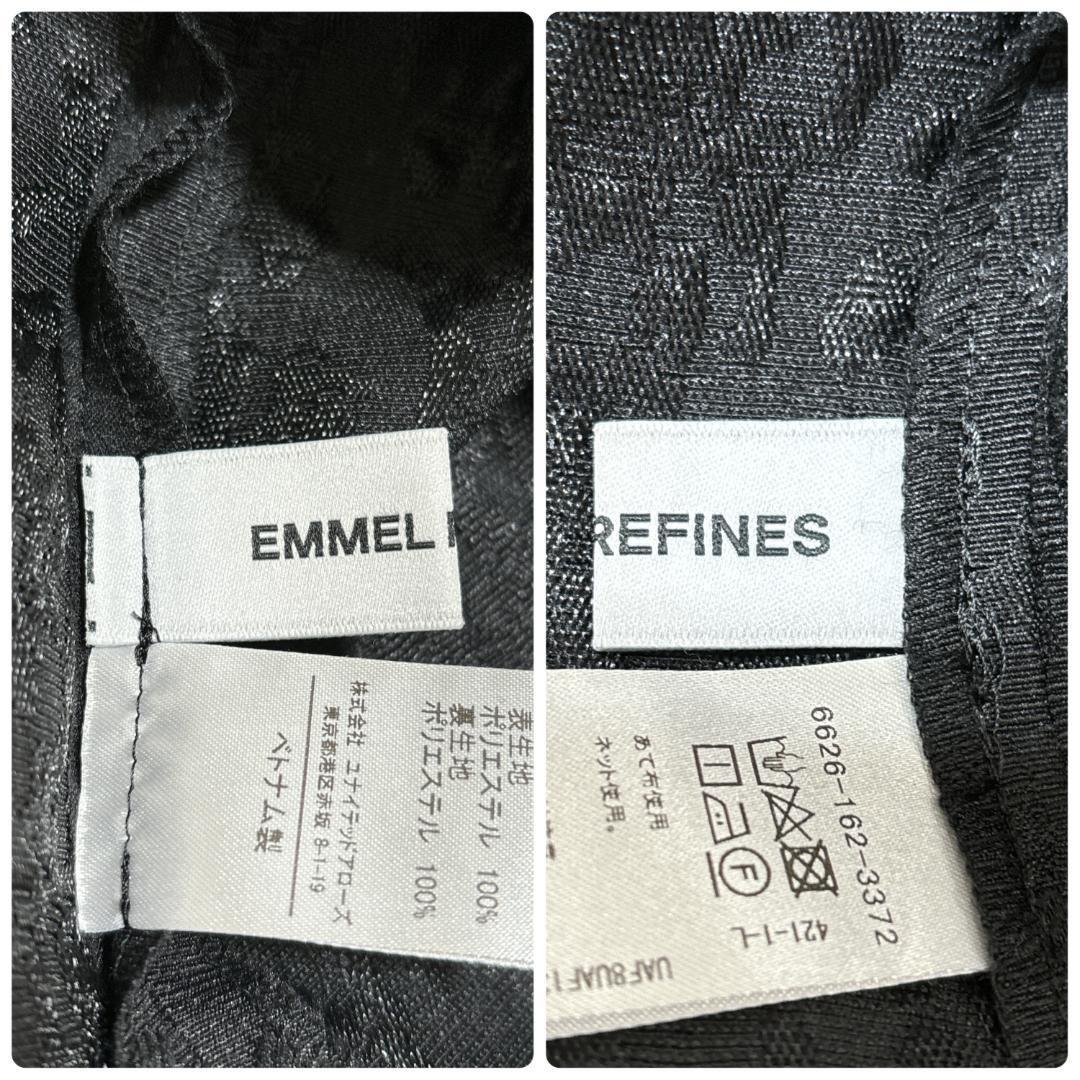 EMMEL
表生地
ポリエステル 100%
裏生地
ポリエステル 100%
株式会社 ユナイテッドアローズ
東京都港区赤坂 8-1-19
ベトナム製
REFINES
6626-162-3372
F
421-1-L
あて布使用
ネット使用。